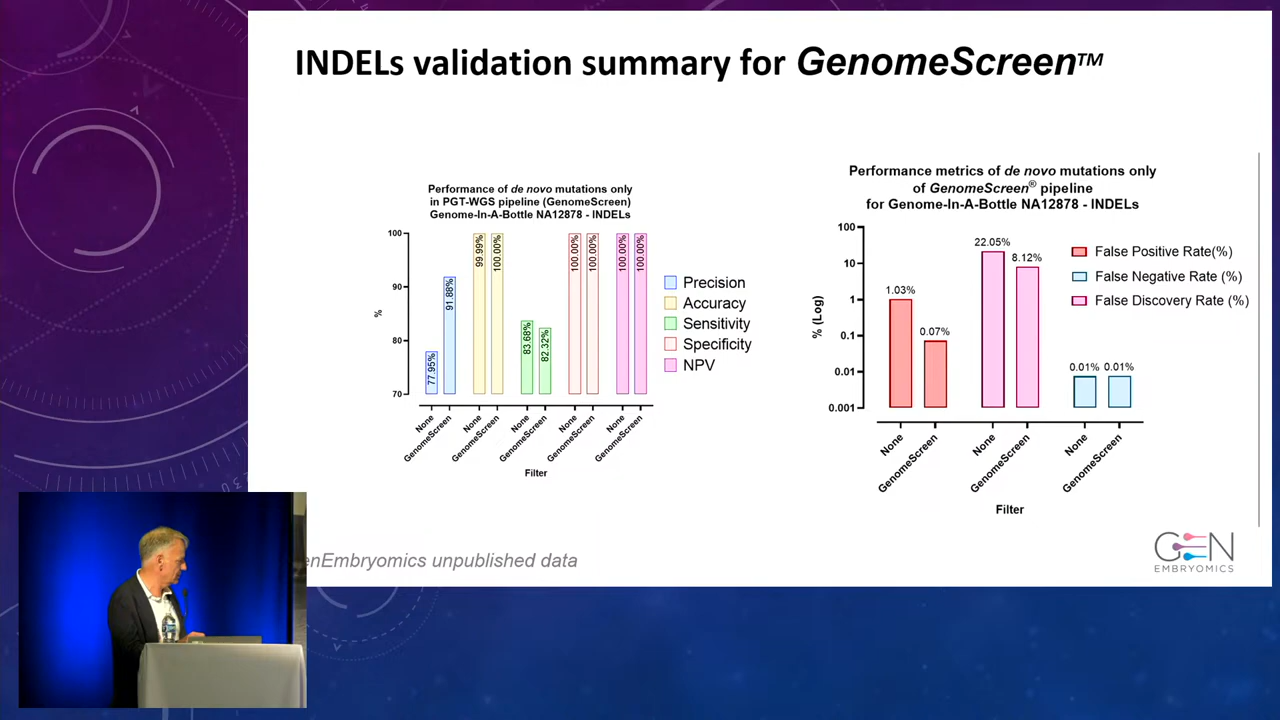 INDELs validation summary for GenomeScreen™
Performance of de novo mutations only
in PGT-WGS pipeline (GenomeScreen)
Genome-In-A-Bottle NA12878 - INDELs
100
90
80
70
%
77.95%
91.88%
99.99%
100.00%
83.68%
82.32%
100.00%
100.00%
100.00%
100.00%
None
GenomeScreen
None
GenomeScreen
None
GenomeScreen
None
GenomeScreen
None
GenomeScreen
Filter
Precision
Accuracy
Sensitivity
Specificity
NPV
Performance metrics of de novo mutations only
of GenomeScreen® pipeline
for Genome-In-A-Bottle NA12878 - INDELs
100
10
1
0.1
0.01
0.001
% (Log)
1.03%
0.07%
22.05%
8.12%
0.01%
0.01%
None
GenomeScreen
None
GenomeScreen
None
GenomeScreen
Filter
False Positive Rate(%)
False Negative Rate (%)
False Discovery Rate (%)
enEmbryomics unpublished data
GEN
EMBRYOMICS
230